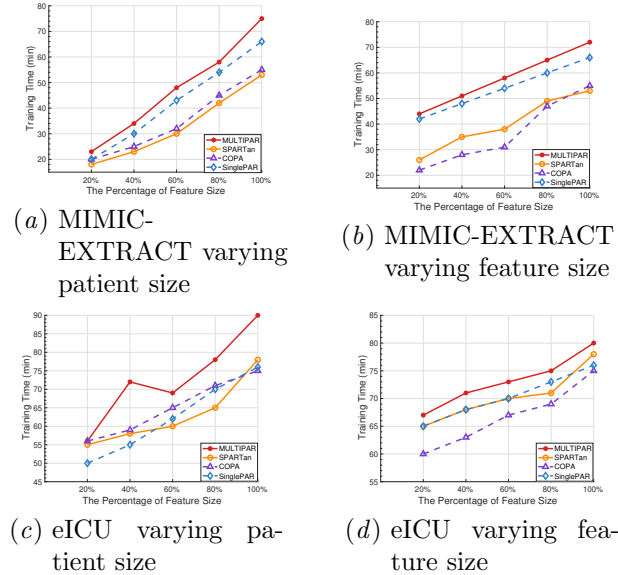 80
70
60
50
40
30
20
Training Time (min)
MULTIPAR
SPARTan
COPA
SinglePAR
20% 40% 60% 80% 100%
The Percentage of Feature Size
(a) MIMIC-
EXTRACT varying
patient size
80
70
60
50
40
30
20
Training Time (min)
MULTIPAR
SPARTan
COPA
SinglePAR
20% 40% 60% 80% 100%
The Percentage of Feature Size
(b) MIMIC-EXTRACT
varying feature size
90
85
80
75
70
65
60
55
50
45
Training Time (min)
MULTIPAR
SPARTan
COPA
SinglePAR
20% 40% 60% 80% 100%
The Percentage of Feature Size
(c) eICU varying pa-
tient size
85
80
75
70
65
60
55
Training Time (min)
MULTIPAR
SPARTan
COPA
SinglePAR
20% 40% 60% 80% 100%
The Percentage of Feature Size
(d) eICU varying fea-
ture size